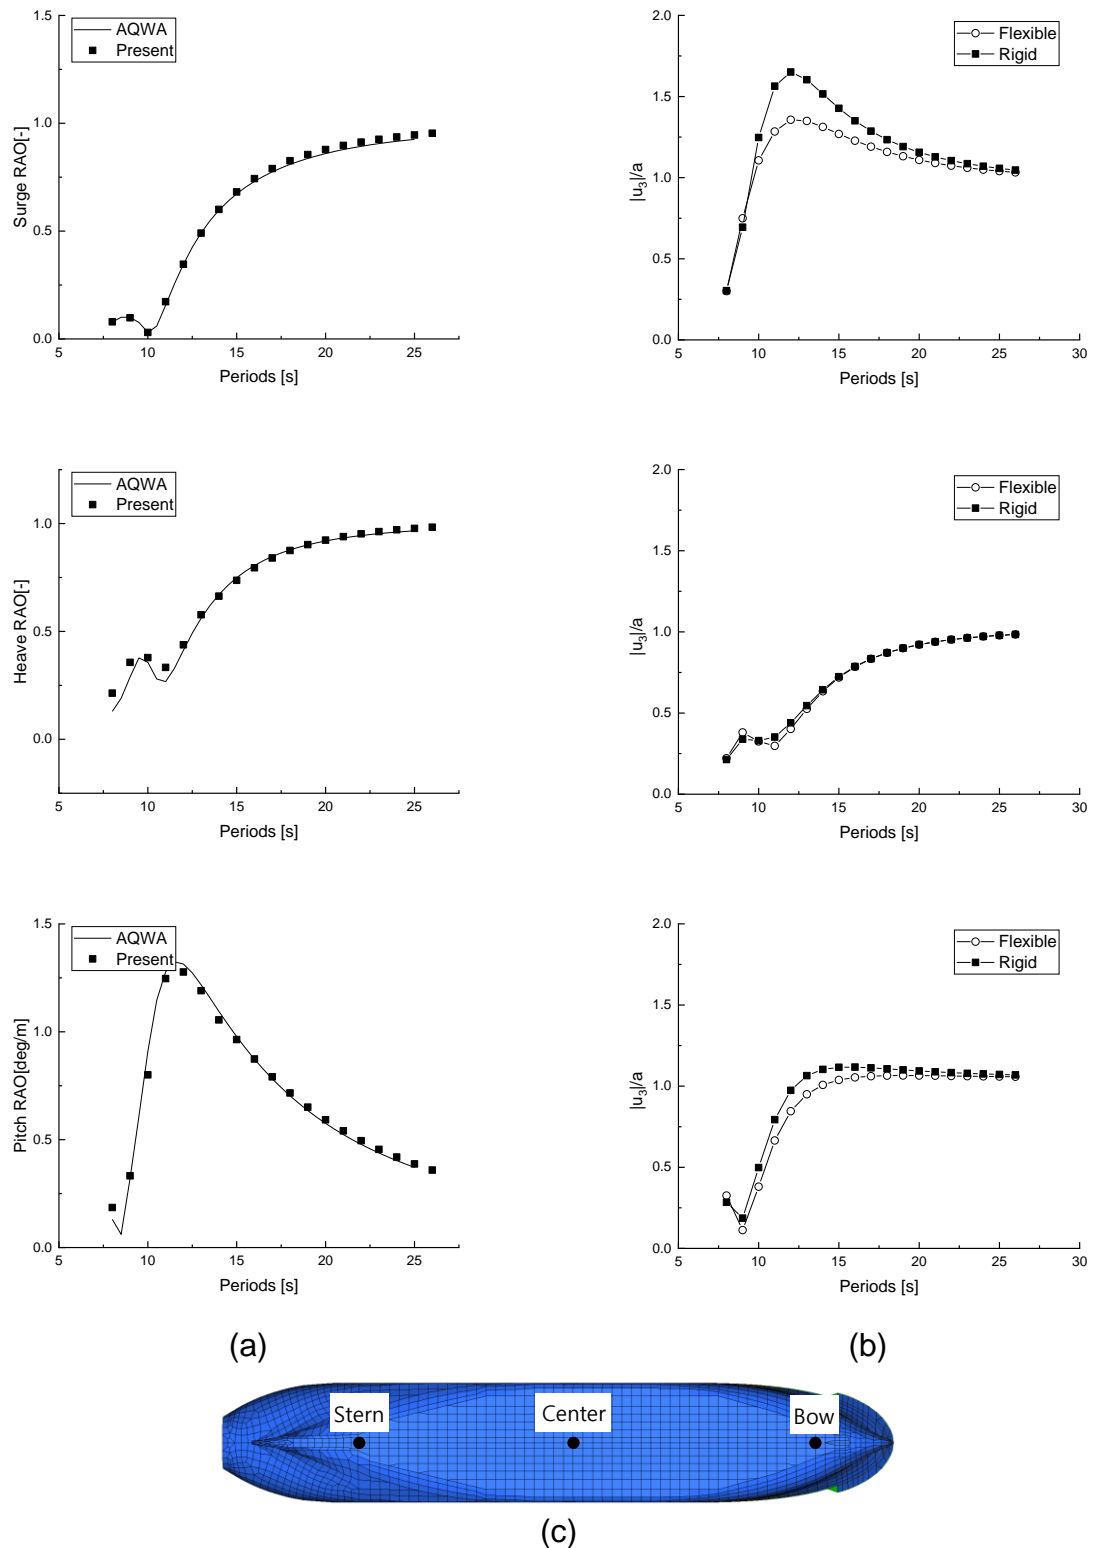 1.5
1.0
0.5
0.0
Surge RAO[-]
AQWA
Present
5 10 15 20 25
Periods [s]
2.0
1.5
1.0
0.5
0.0
|u3|/a
Flexible
Rigid
5 10 15 20 25 30
Periods [s]
1.0
0.5
0.0
Heave RAO[-]
AQWA
Present
5 10 15 20 25
Periods [s]
2.0
1.5
1.0
0.5
0.0
|u3|/a
Flexible
Rigid
5 10 15 20 25 30
Periods [s]
1.5
1.0
0.5
0.0
Pitch RAO[deg/m]
AQWA
Present
5 10 15 20 25
Periods [s]
2.0
1.5
1.0
0.5
0.0
|u3|/a
Flexible
Rigid
5 10 15 20 25 30
Periods [s]
(a)
(b)
Stern
Center
Bow
(c)